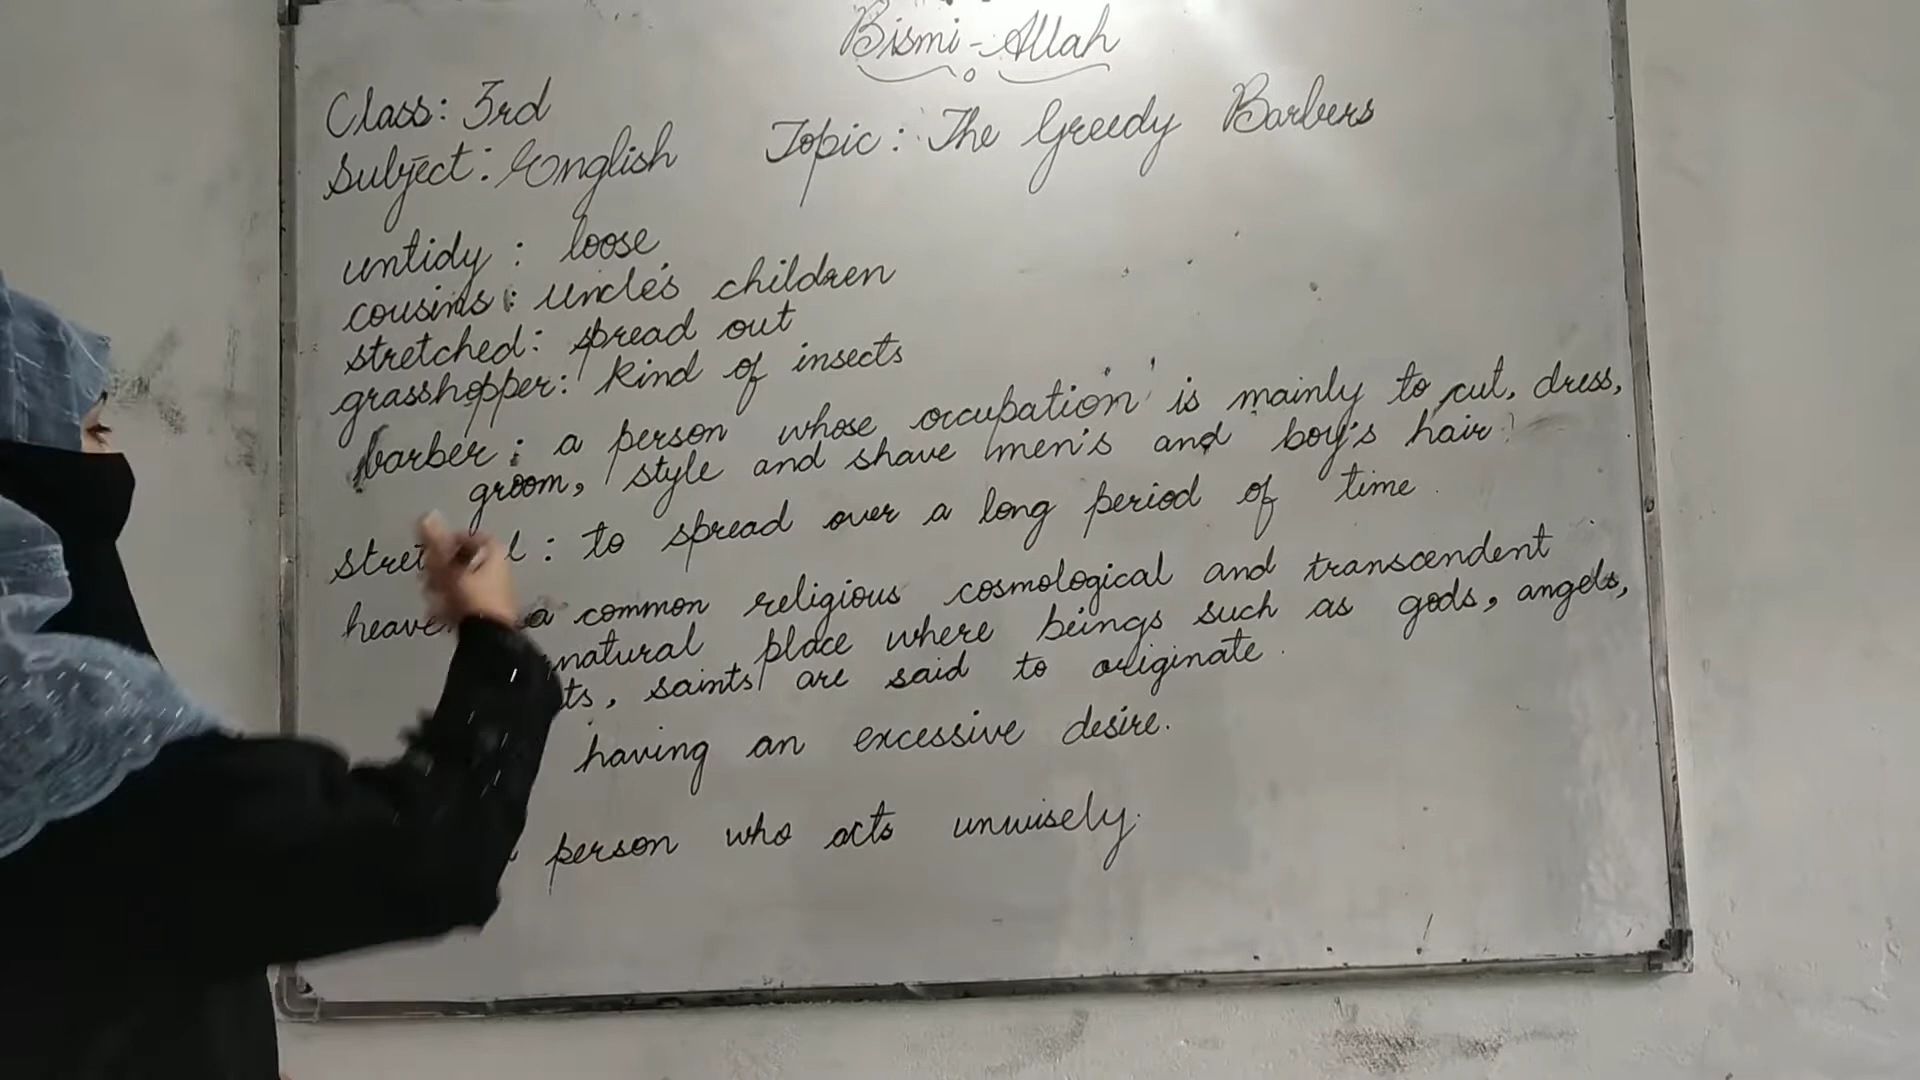 Bismi-Allah
Class: 3rd
Subject: English Topic: The Greedy Barbers
untidy: loose
cousins: uncle's children
stretched: spread out
grasshopper: kind of insects
barber: a person whose occupation is mainly to cut, dress,
groom, style and shave men's and boy's hair
: to spread over a long period of time.
a common religious cosmological and transcendent
natural place where beings such as gods, angels,
saints are said to originate.
having an excessive desire.
person who acts unwisely.